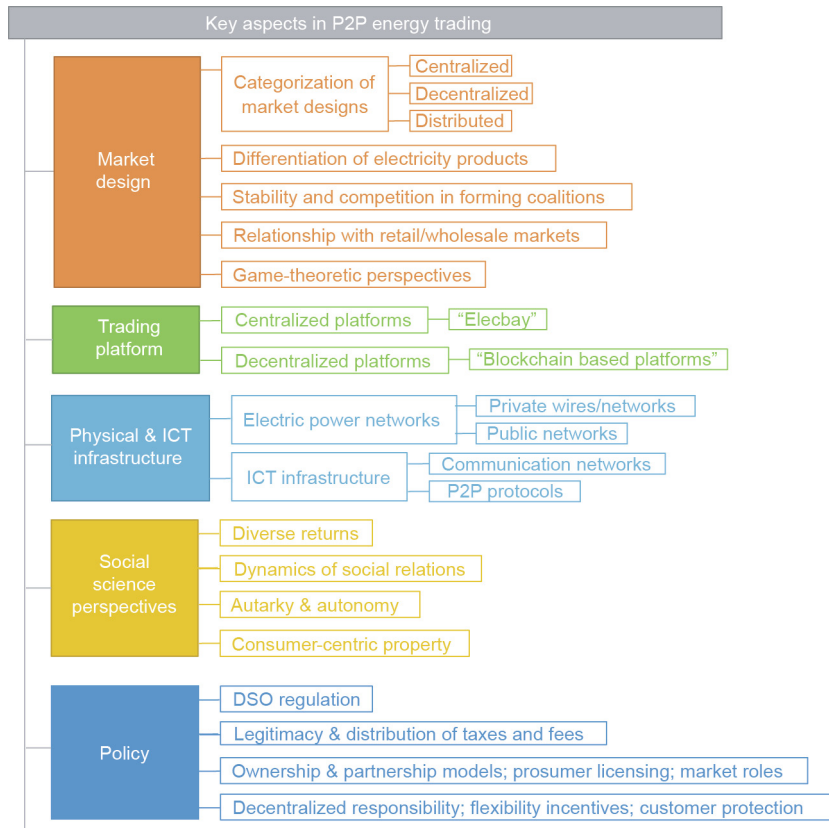 Key aspects in P2P energy trading
Market
design
Categorization of
market designs
Centralized
Decentralized
Distributed
Differentiation of electricity products
Stability and competition in forming coalitions
Relationship with retail/wholesale markets
Game-theoretic perspectives
Trading
platform
Centralized platforms
“Elecbay”
Decentralized platforms
“Blockchain based platforms”
Physical & ICT
infrastructure
Electric power networks
Private wires/networks
Public networks
ICT infrastructure
Communication networks
P2P protocols
Social
science
perspectives
Diverse returns
Dynamics of social relations
Autarky & autonomy
Consumer-centric property
Policy
DSO regulation
Legitimacy & distribution of taxes and fees
Ownership & partnership models; prosumer licensing; market roles
Decentralized responsibility; flexibility incentives; customer protection